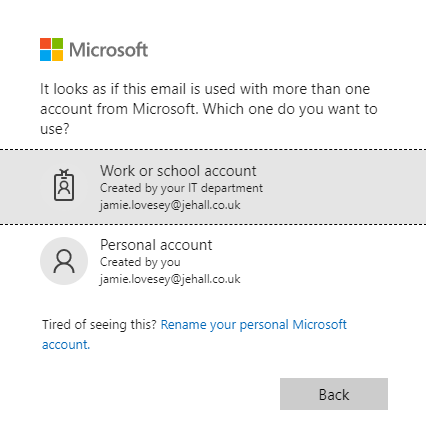 Microsoft
It looks as if this email is used with more than one
account from Microsoft. Which one do you want to
use?
Work or school account
Created by your IT department
jamie.lovesey@jehall.co.uk
Personal account
Created by you
jamie.lovesey@jehall.co.uk
Tired of seeing this? Rename your personal Microsoft
account.
Back